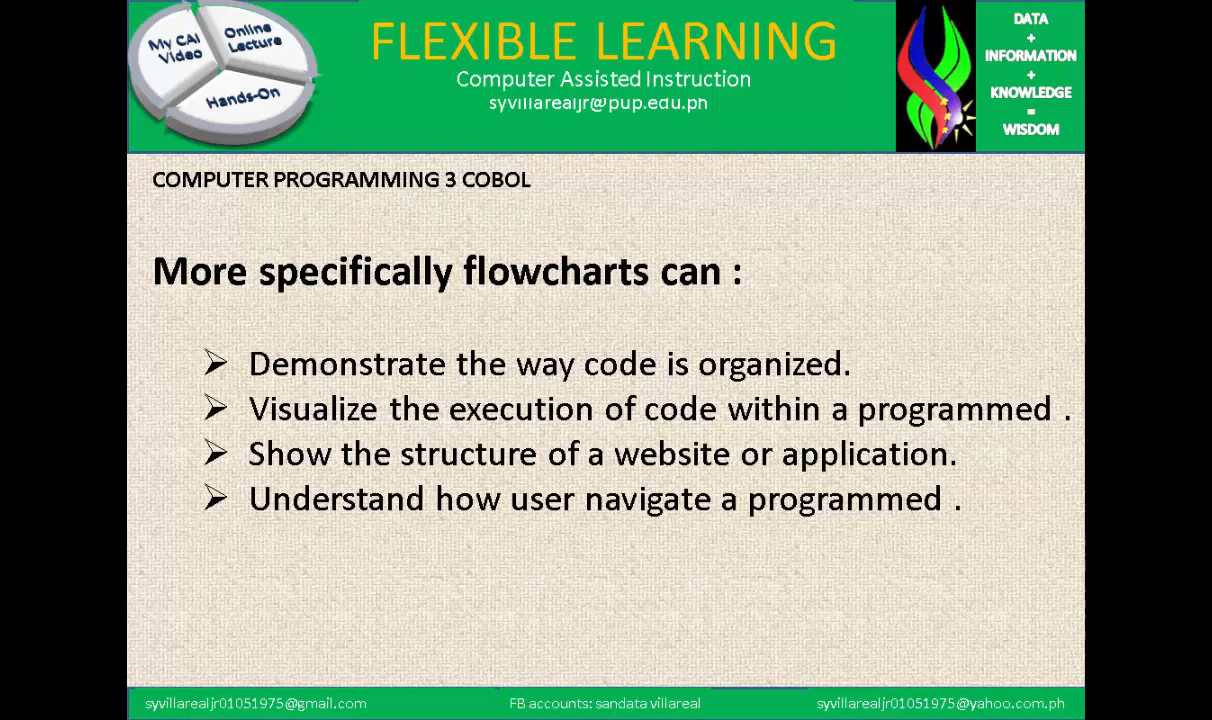 My CAI
Video
Online
Lecture
Hands-On
FLEXIBLE LEARNING
Computer Assisted Instruction
syvillarealjr@pup.edu.ph
DATA
+
INFORMATION
+
KNOWLEDGE
=
WISDOM
COMPUTER PROGRAMMING 3 COBOL
More specifically flowcharts can :
➢ Demonstrate the way code is organized.
➢ Visualize the execution of code within a programmed .
➢ Show the structure of a website or application.
➢ Understand how user navigate a programmed .
syvillarealjr01051975@gmail.com
FB accounts: sandata villareal
syvillarealjr01051975@yahoo.com.ph